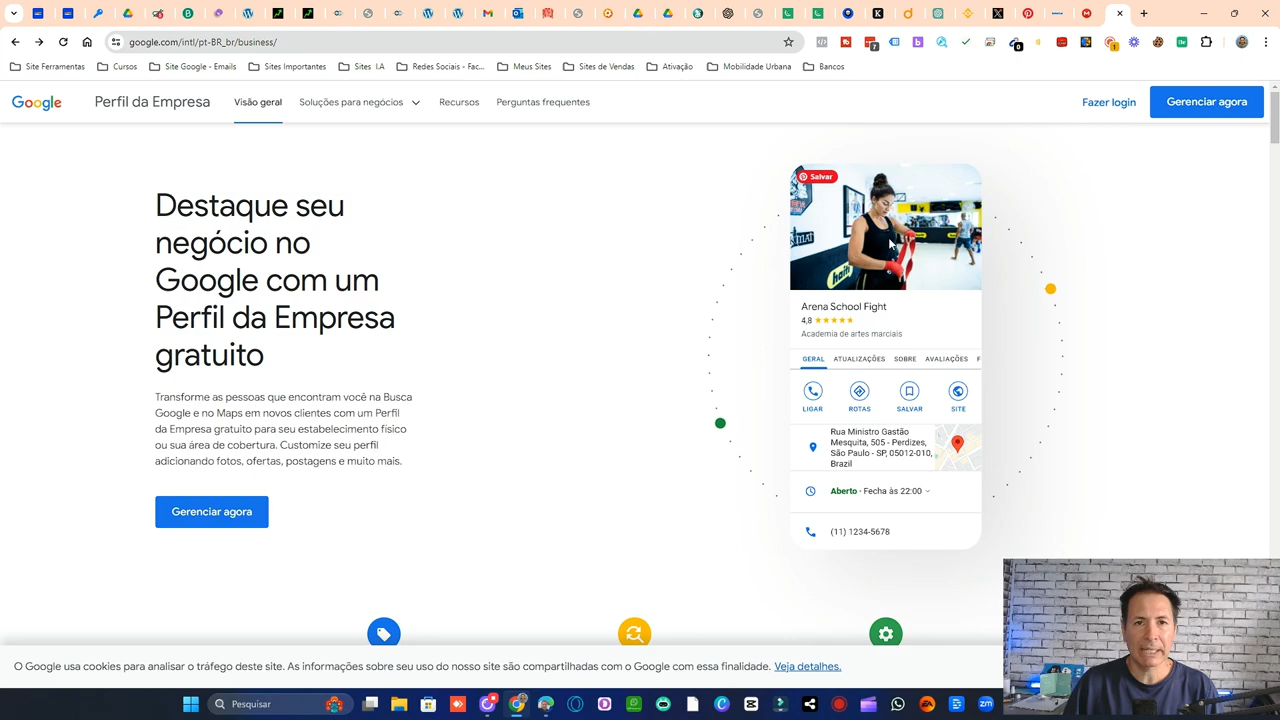 google.com/intl/pt-BR_br/business/
7
0
1
Site Ferramentas
Cursos
Site Google - Emails
Sites Importantes
Sites I.A
Redes Sociais - Fac...
Meus Sites
Sites de Vendas
Ativação
Mobilidade Urbana
Bancos
Google
Perfil da Empresa
Visão geral
Soluções para negócios
Recursos
Perguntas frequentes
Fazer login
Gerenciar agora
Destaque seu
negócio no
Google com um
Perfil da Empresa
gratuito
Transforme as pessoas que encontram você na Busca
Google e no Maps em novos clientes com um Perfil
da Empresa gratuito para seu estabelecimento físico
ou sua área de cobertura. Customize seu perfil
adicionando fotos, ofertas, postagens e muito mais.
Gerenciar agora
Salvar
Arena School Fight
4,8
Academia de artes marciais
GERAL
ATUALIZAÇÕES
SOBRE
AVALIAÇÕES
F
LIGAR
ROTAS
SALVAR
SITE
Rua Ministro Gastão
Mesquita, 505 - Perdizes,
São Paulo - SP, 05012-010,
Brazil
Aberto · Fecha às 22:00
(11) 1234-5678
O Google usa cookies para analisar o tráfego deste site. As informações sobre seu uso do nosso site são compartilhadas com o Google com essa finalidade. Veja detalhes.
Pesquisar